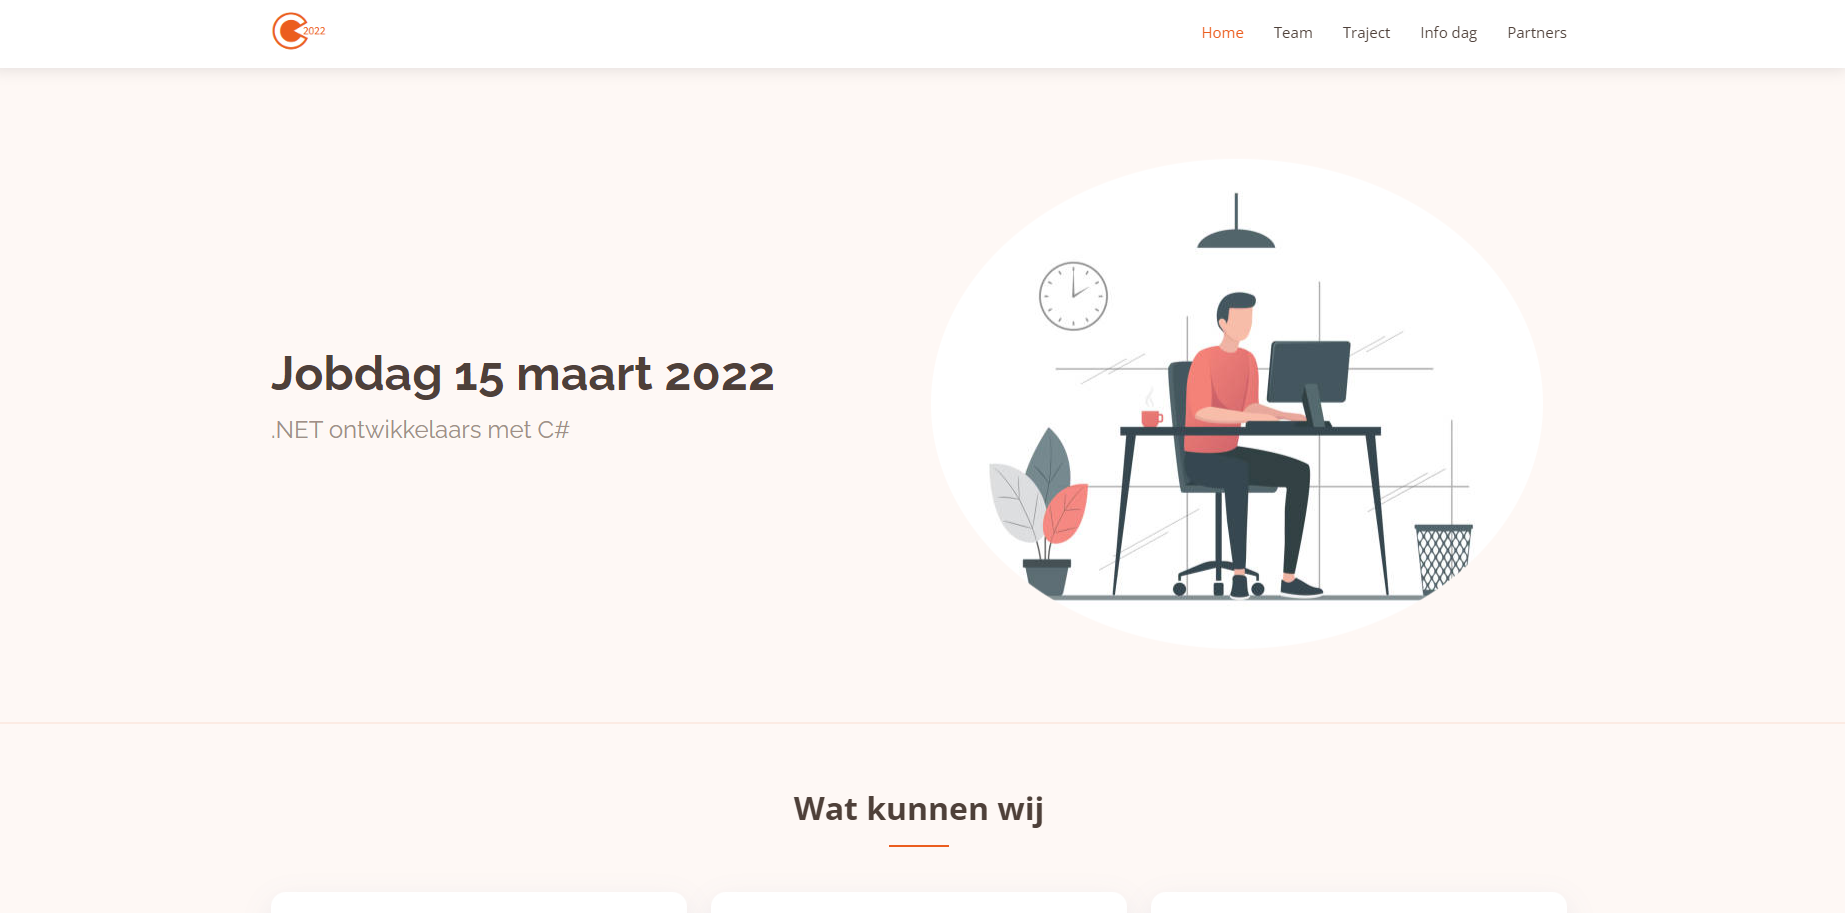 2022
Home Team Traject Info dag Partners
Jobdag 15 maart 2022
.NET ontwikkelaars met C#
Wat kunnen wij